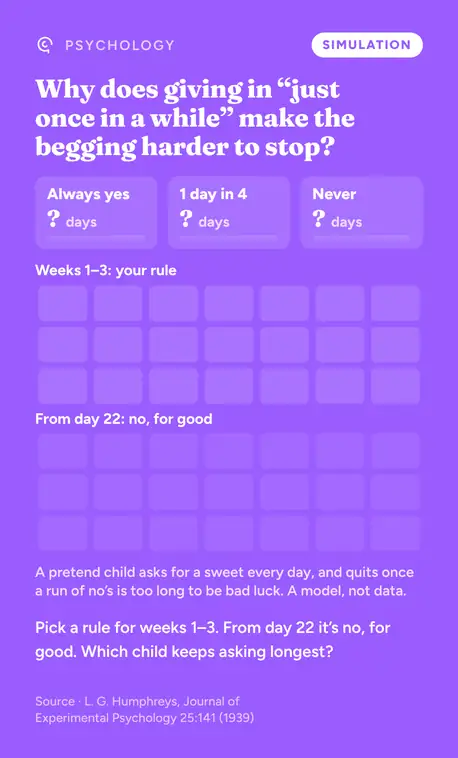 PSYCHOLOGY
SIMULATION
Why does giving in “just
once in a while” make the
begging harder to stop?
Always yes
? days
1 day in 4
? days
Never
? days
Weeks 1–3: your rule
From day 22: no, for good
A pretend child asks for a sweet every day, and quits once
a run of no’s is too long to be bad luck. A model, not data.
Pick a rule for weeks 1–3. From day 22 it’s no, for
good. Which child keeps asking longest?
Source · L. G. Humphreys, Journal of
Experimental Psychology 25:141 (1939)